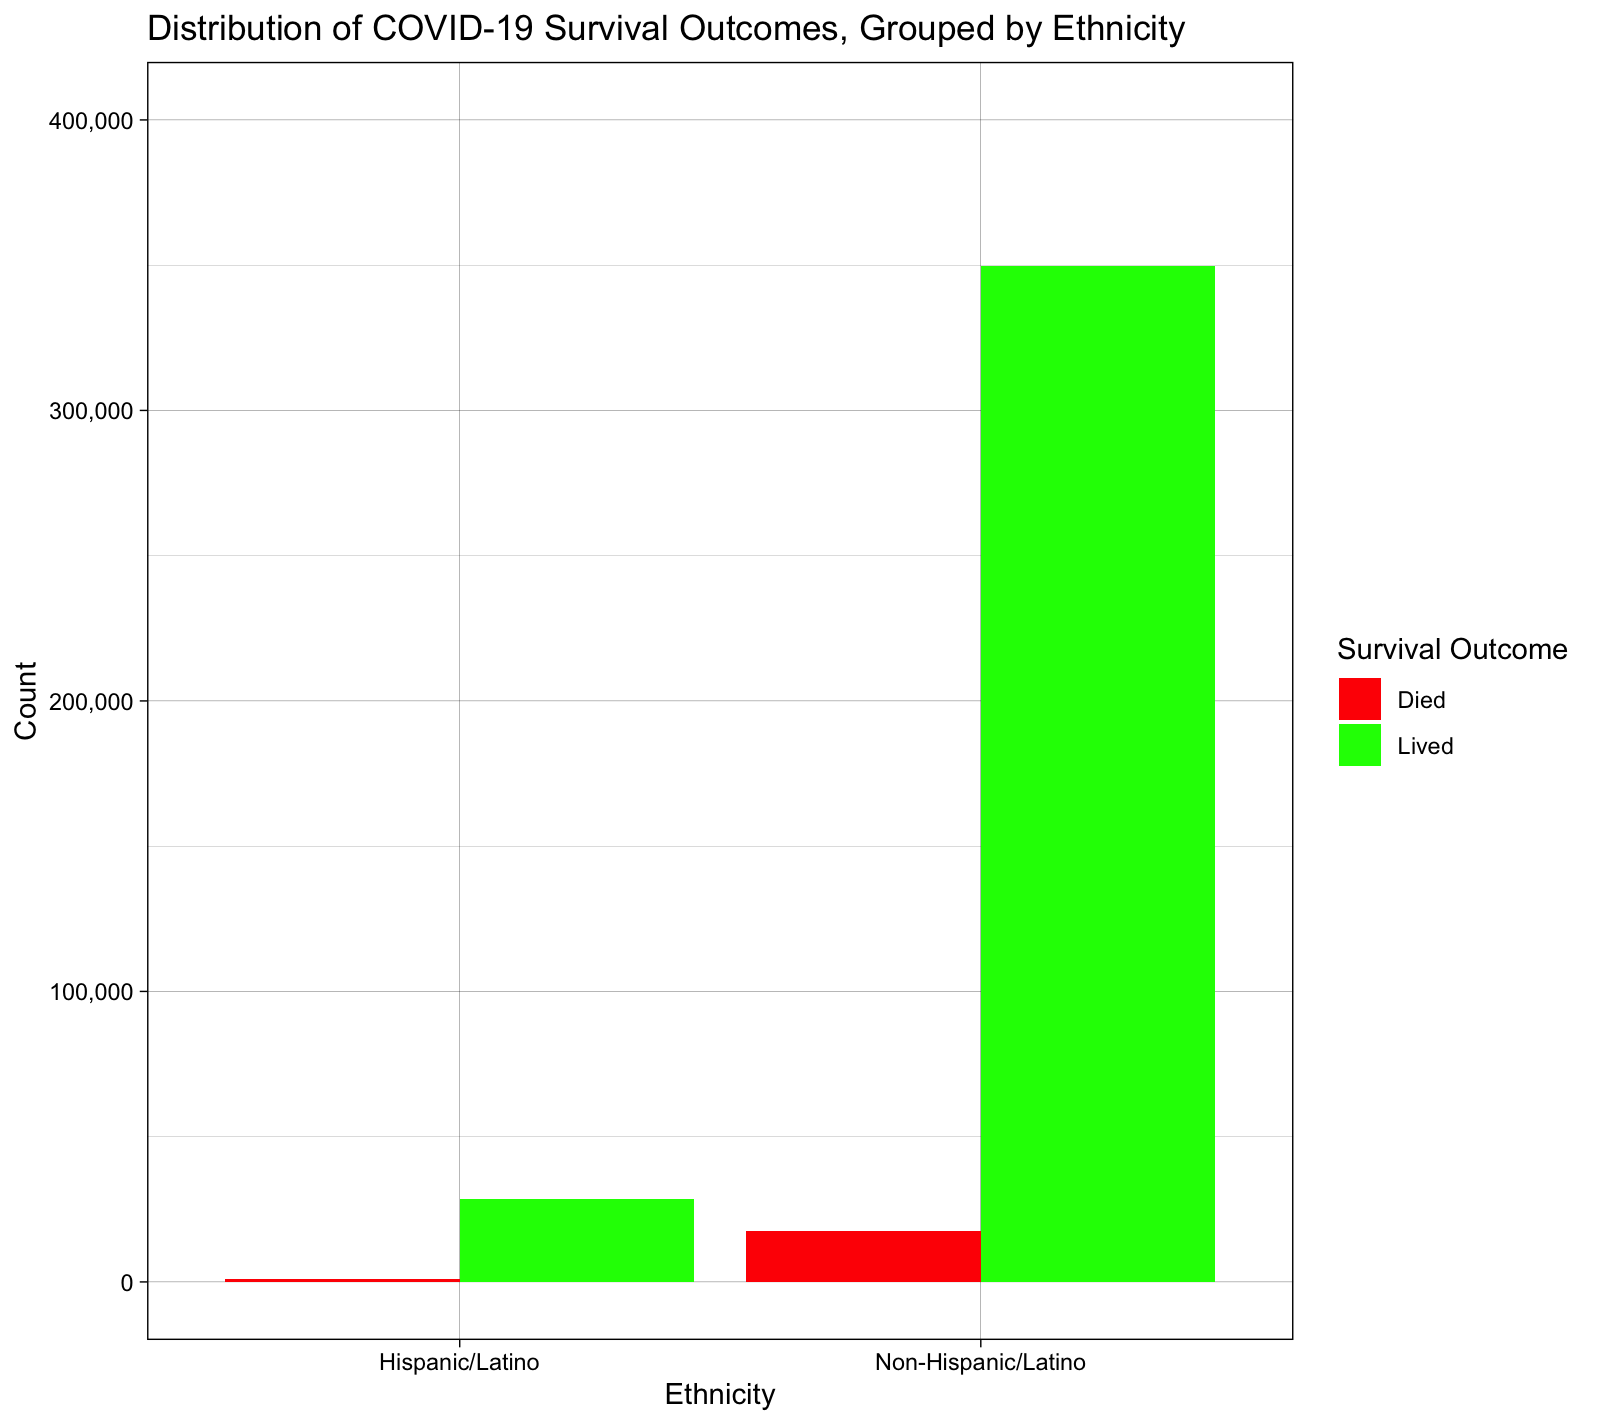 Distribution of COVID-19 Survival Outcomes, Grouped by Ethnicity
400,000
300,000
200,000
100,000
0
Count
Hispanic/Latino
Non-Hispanic/Latino
Ethnicity
Survival Outcome
Died
Lived